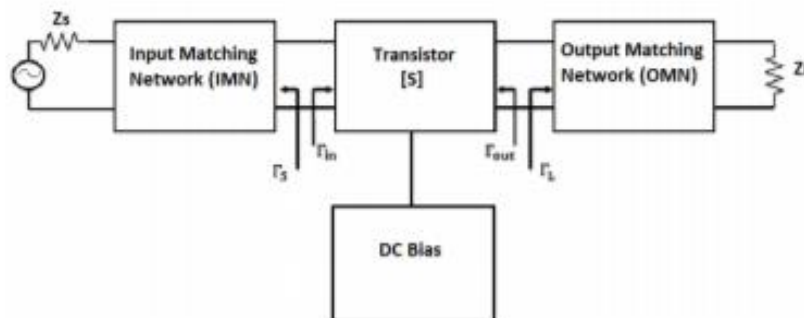 Zs
Input Matching
Network (IMN)
Transistor
[S]
Output Matching
Network (OMN)
Z
ΓS
Γin
Γout
ΓL
DC Bias